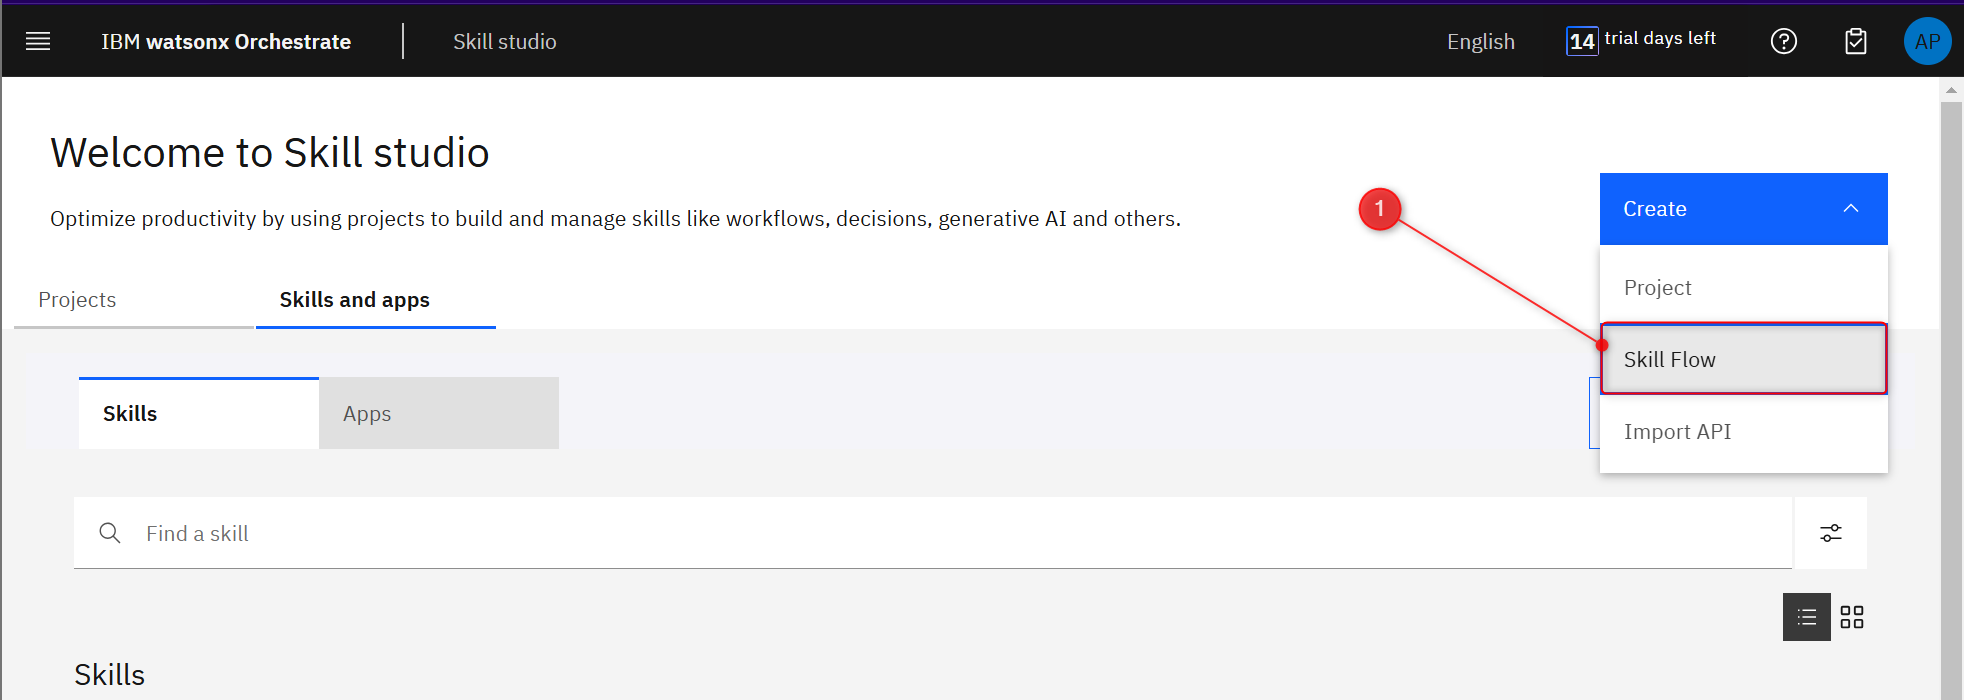 IBM watsonx Orchestrate
Skill studio
English
14 trial days left
AP
Welcome to Skill studio
Optimize productivity by using projects to build and manage skills like workflows, decisions, generative AI and others.
1
Create
Project
Skill Flow
Import API
Projects
Skills and apps
Skills
Apps
Find a skill
Skills